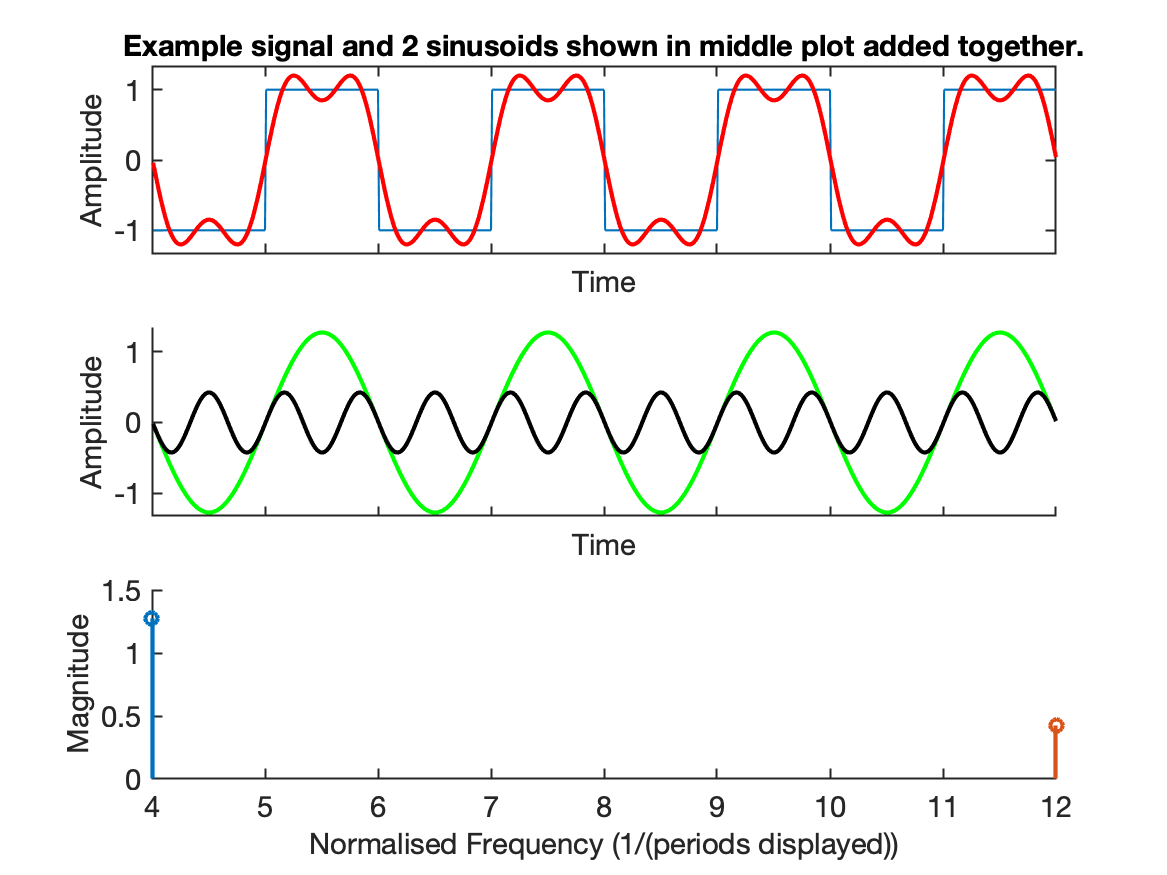 Example signal and 2 sinusoids shown in middle plot added together.
Amplitude
1
0
-1
Time
Amplitude
1
0
-1
Time
Magnitude
1.5
1
0.5
0
4 5 6 7 8 9 10 11 12
Normalised Frequency (1/(periods displayed))